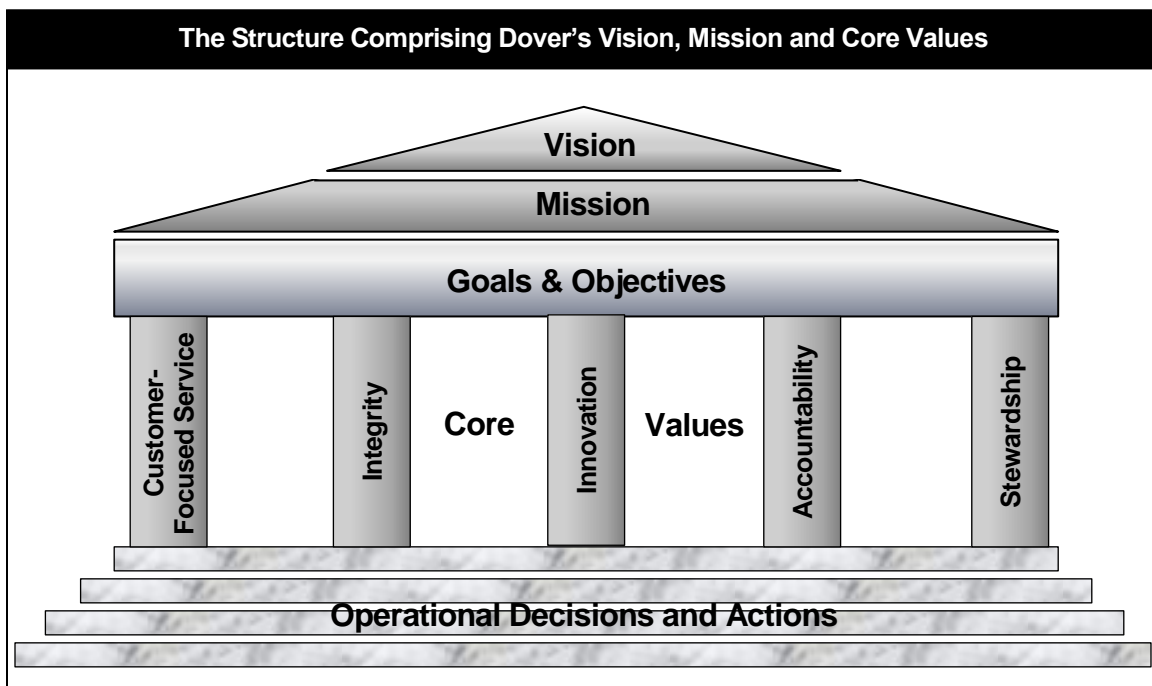 The Structure Comprising Dover's Vision, Mission and Core Values
Vision
Mission
Goals & Objectives
Customer-
Focused Service
Integrity
Core
Innovation
Values
Accountability
Stewardship
Operational Decisions and Actions